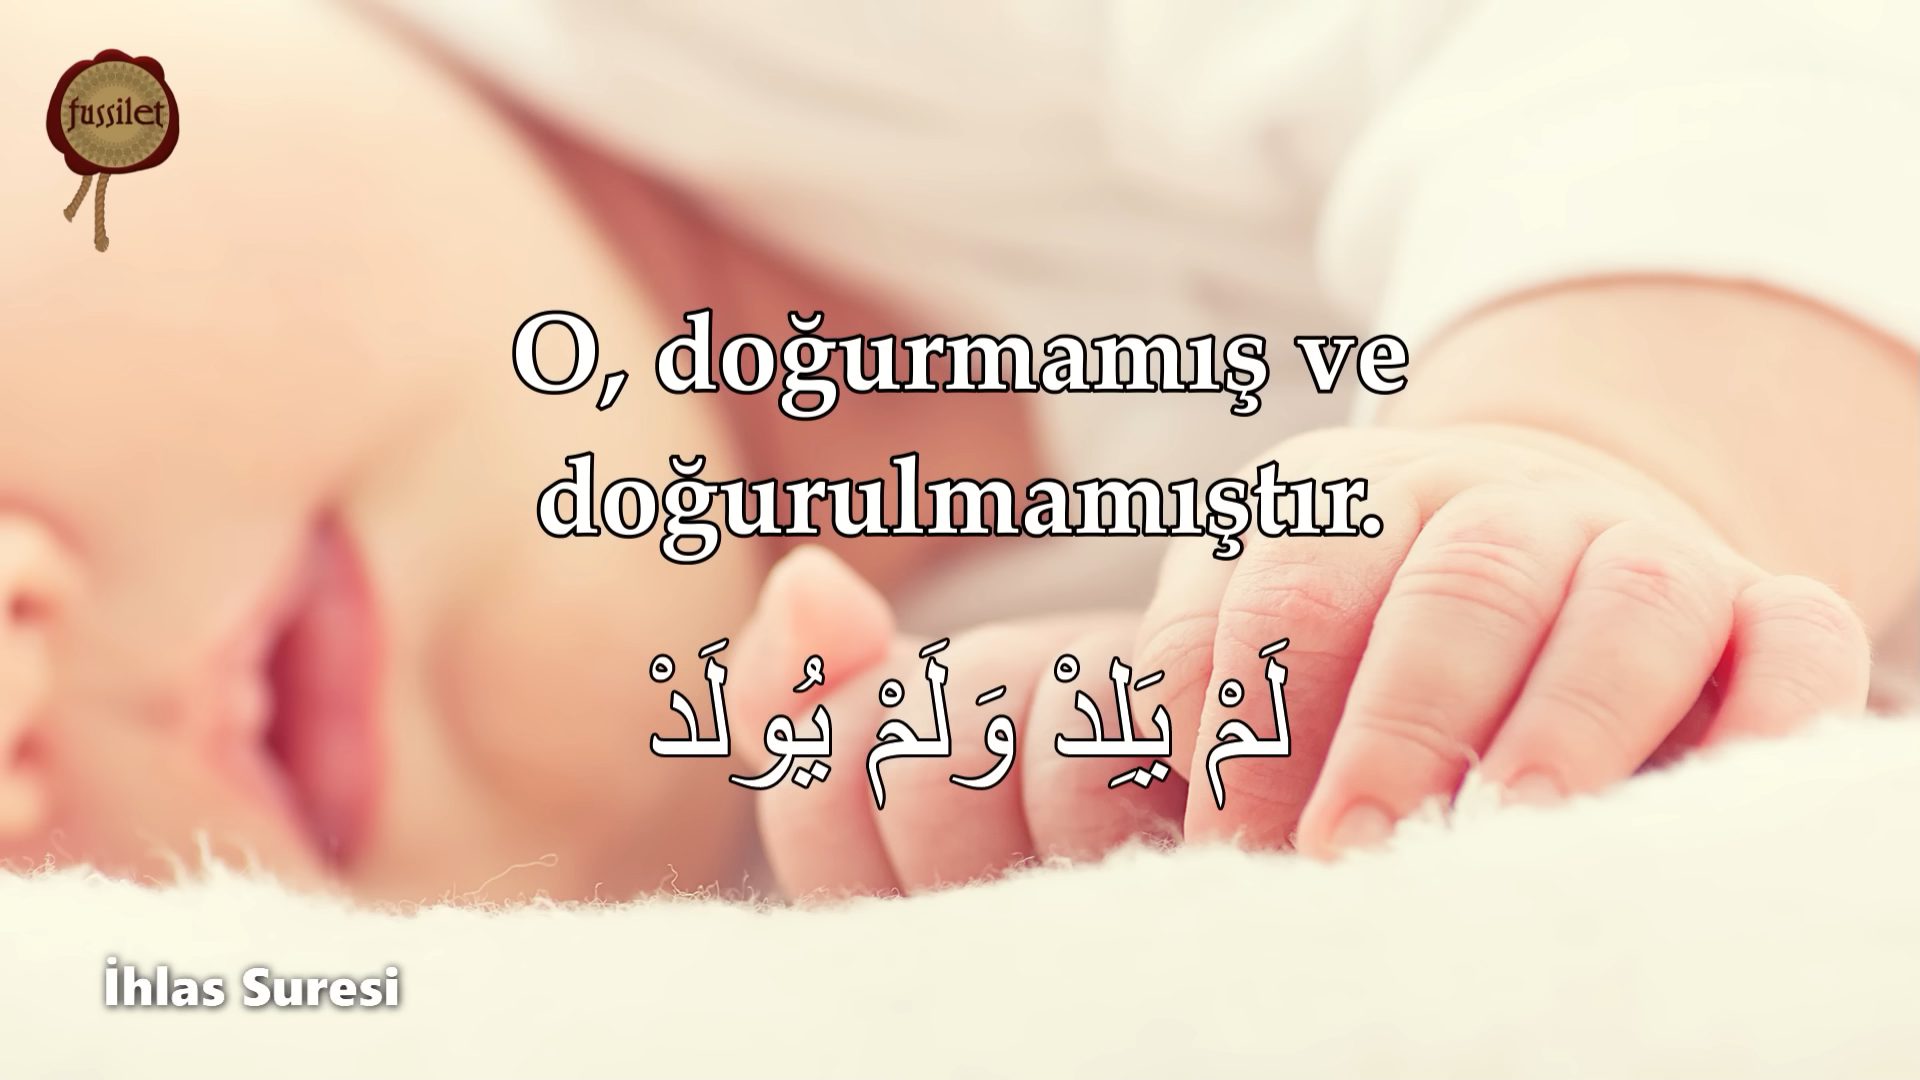 fussilet
O, doğurmamış ve
doğurulmamıştır.
لَمْ يَلِدْ وَلَمْ يُولَدْ
İhlas Suresi